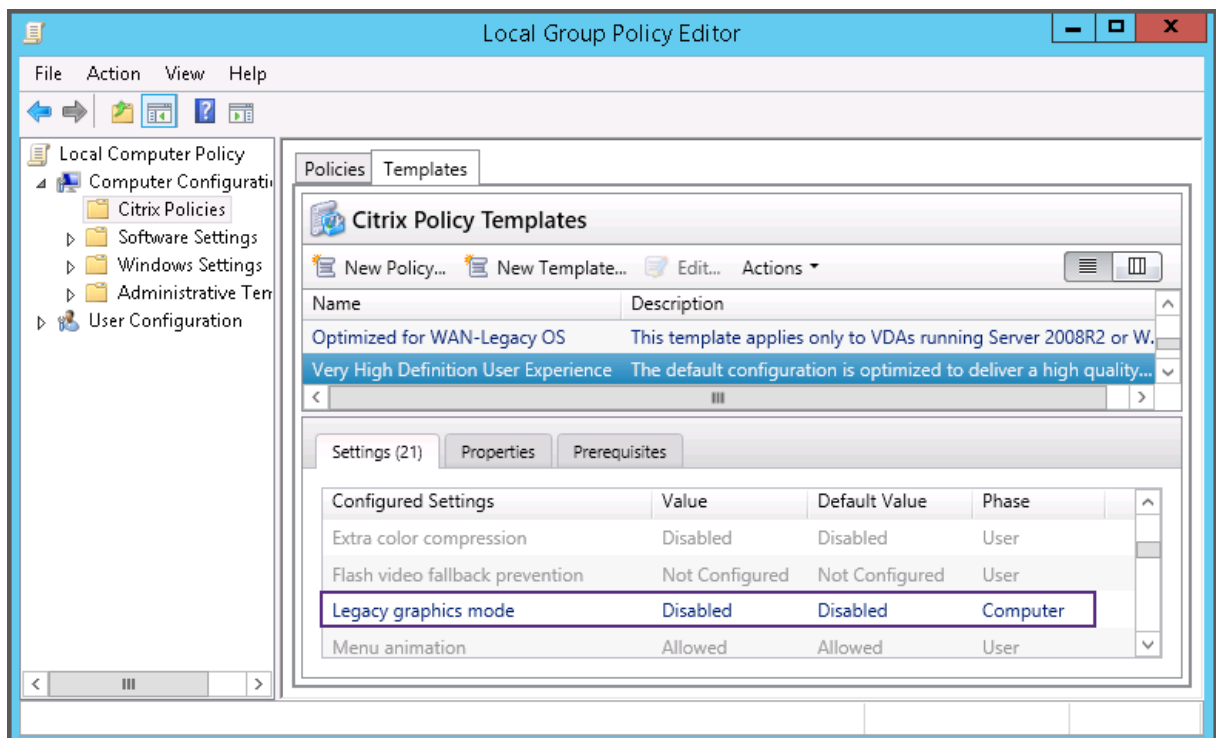 Local Group Policy Editor
File Action View Help
Local Computer Policy
Computer Configurati
Citrix Policies
Software Settings
Windows Settings
Administrative Tem
User Configuration
Policies Templates
Citrix Policy Templates
New Policy... New Template... Edit... Actions
Name Description
Optimized for WAN-Legacy OS This template applies only to VDAs running Server 2008R2 or W.
Very High Definition User Experience The default configuration is optimized to deliver a high quality...
Settings (21) Properties Prerequisites
Configured Settings Value Default Value Phase
Extra color compression Disabled Disabled User
Flash video fallback prevention Not Configured Not Configured User
Legacy graphics mode Disabled Disabled Computer
Menu animation Allowed Allowed User